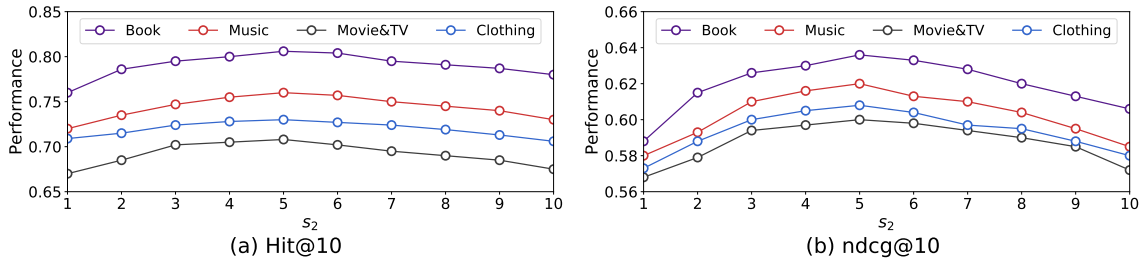 0.85
0.80
0.75
0.70
0.65
Performance
Book Music Movie&TV Clothing
1 2 3 4 5 6 7 8 9 10
s2
(a) Hit@10
0.66
0.64
0.62
0.60
0.58
0.56
Performance
Book Music Movie&TV Clothing
1 2 3 4 5 6 7 8 9 10
s2
(b) ndcg@10